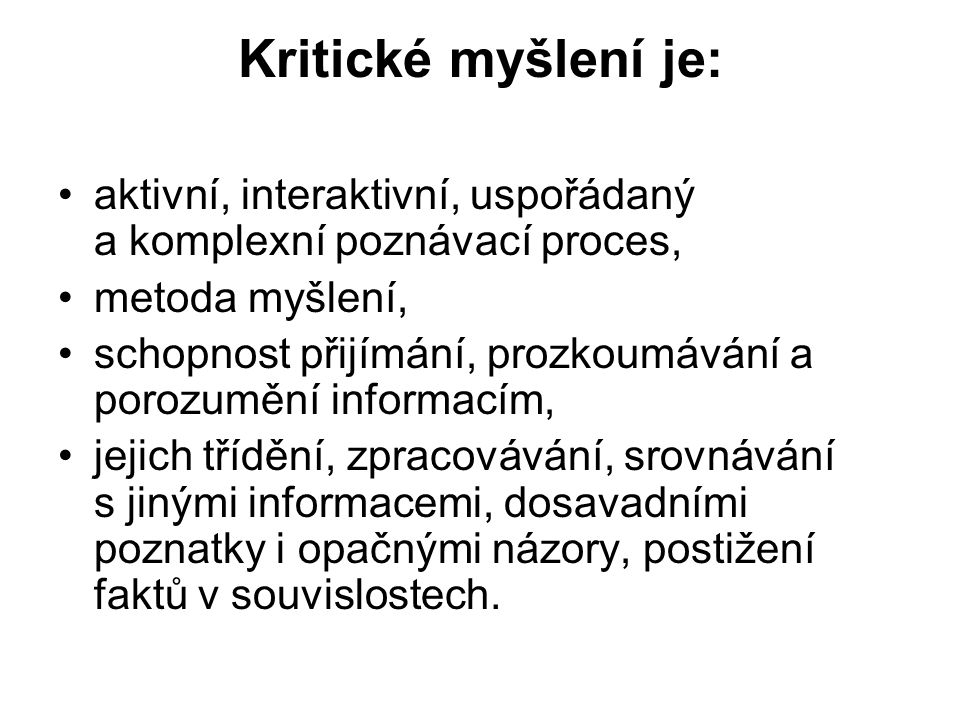 Kritické myšlení je:
• aktivní, interaktivní, uspořádaný
a komplexní poznávací proces,
• metoda myšlení,
• schopnost přijímání, prozkoumávání a
porozumění informacím,
• jejich třídění, zpracovávání, srovnávání
s jinými informacemi, dosavadními
poznatky i opačnými názory, postižení
faktů v souvislostech.